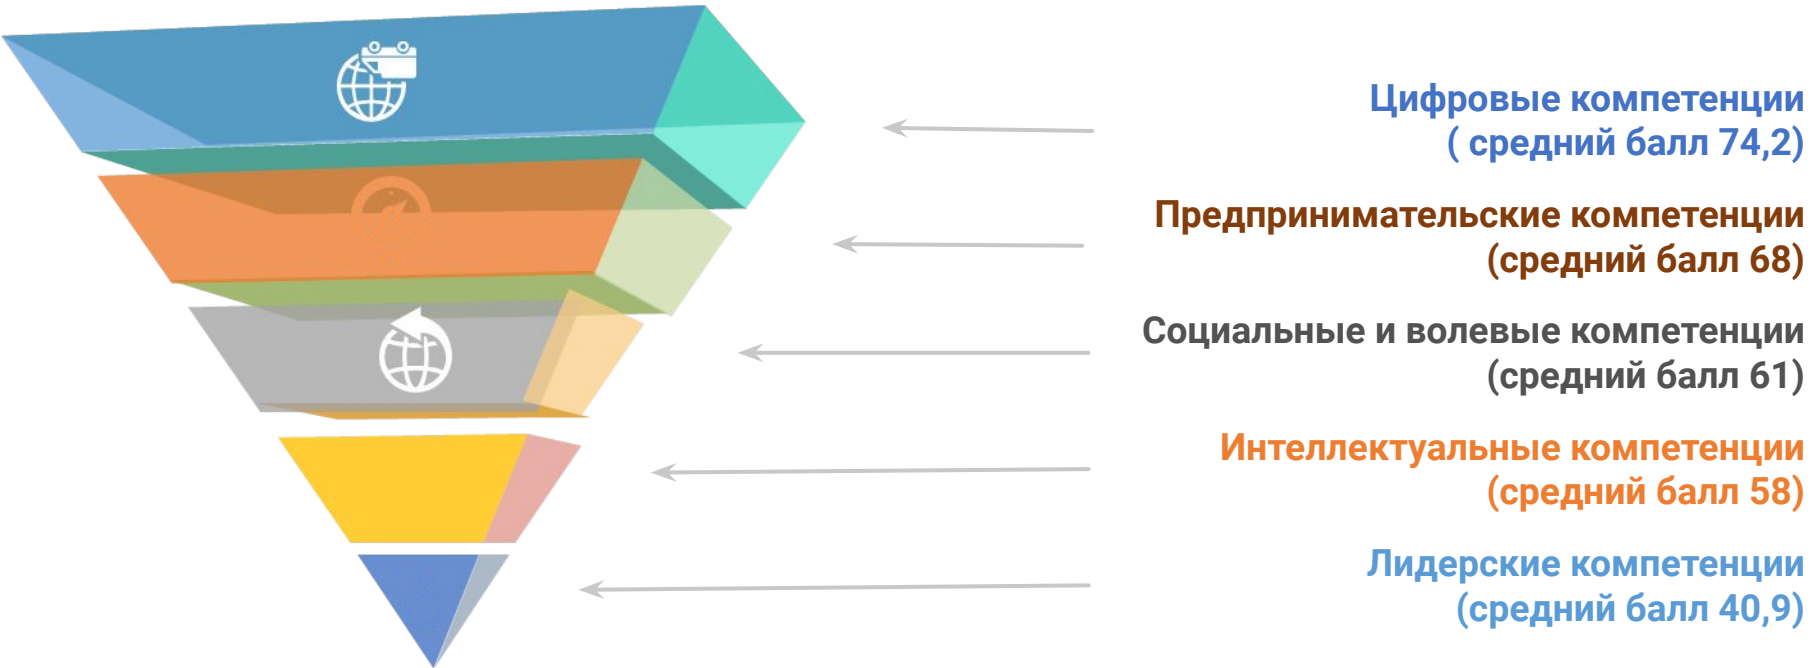 Цифровые компетенции
( средний балл 74,2)
Предпринимательские компетенции
(средний балл 68)
Социальные и волевые компетенции
(средний балл 61)
Интеллектуальные компетенции
(средний балл 58)
Лидерские компетенции
(средний балл 40,9)